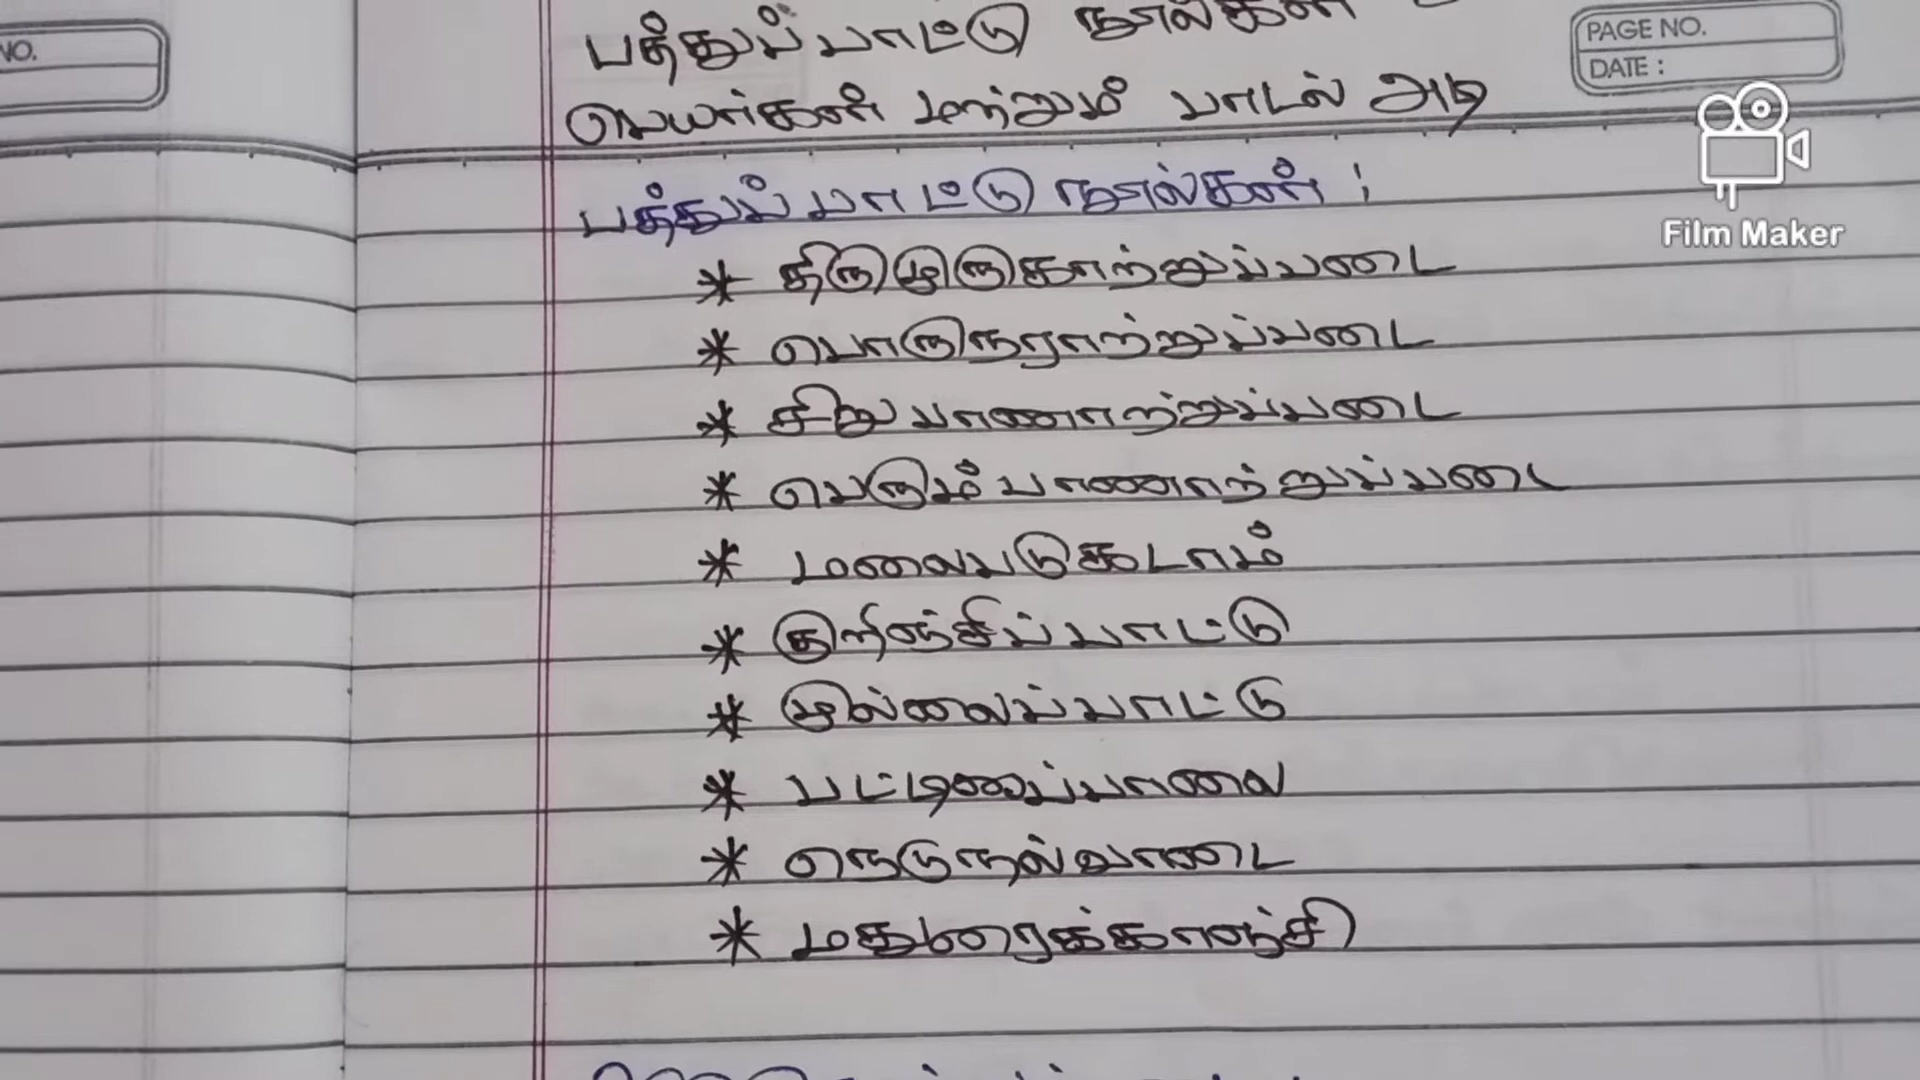 NO.
PAGE NO.
DATE :
பத்துப்பாட்டு நூல்கள்
பெயர்கள் மற்றும் பாடல் அடி
Film Maker
பத்துப்பாட்டு நூல்கள் :
* திருமுருகாற்றுப்படை
* பொருநராற்றுப்படை
* சிறுபாணாற்றுப்படை
* பெரும்பாணாற்றுப்படை
* மலைபடுகடாம்
* குறிஞ்சிப்பாட்டு
* முல்லைப்பாட்டு
* பட்டினப்பாலை
* நெடுநல்வாடை
* மதுரைக்காஞ்சி